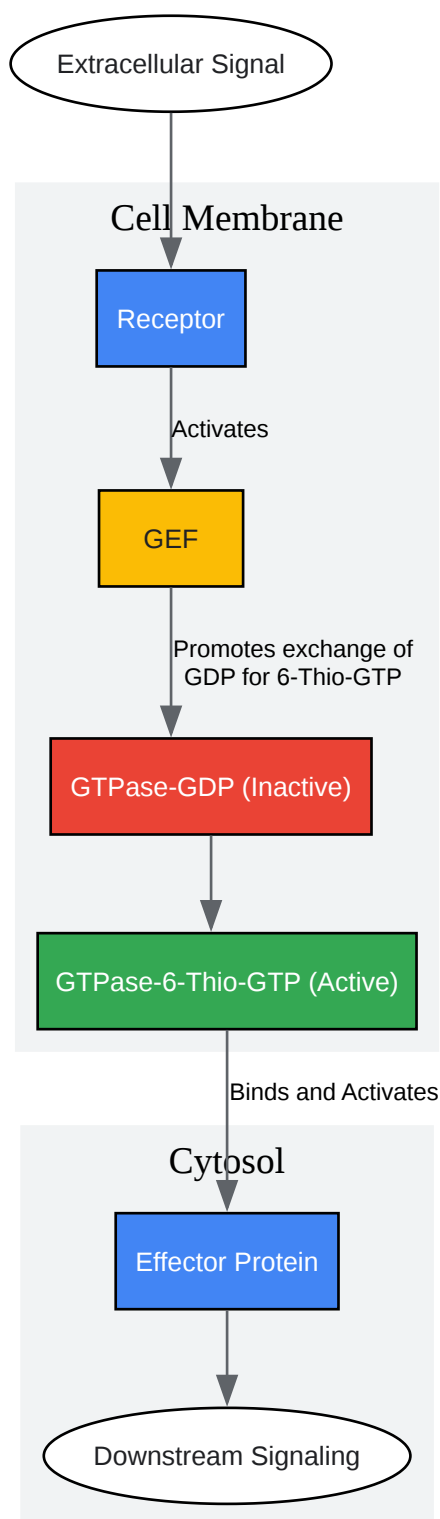 Extracellular Signal
Cell Membrane
Receptor
Activates
GEF
Promotes exchange of
GDP for 6-Thio-GTP
GTPase-GDP (Inactive)
GTPase-6-Thio-GTP (Active)
Binds and Activates
Cytosol
Effector Protein
Downstream Signaling